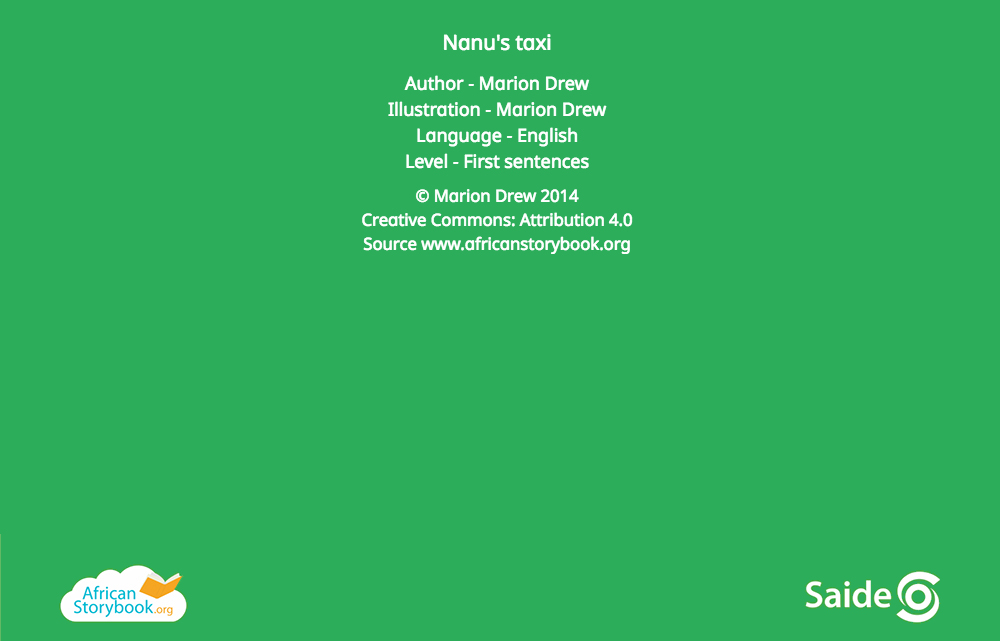 Nanu's taxi
Author - Marion Drew
Illustration - Marion Drew
Language - English
Level - First sentences
© Marion Drew 2014
Creative Commons: Attribution 4.0
Source www.africanstorybook.org
African
Storybook.org
Saide